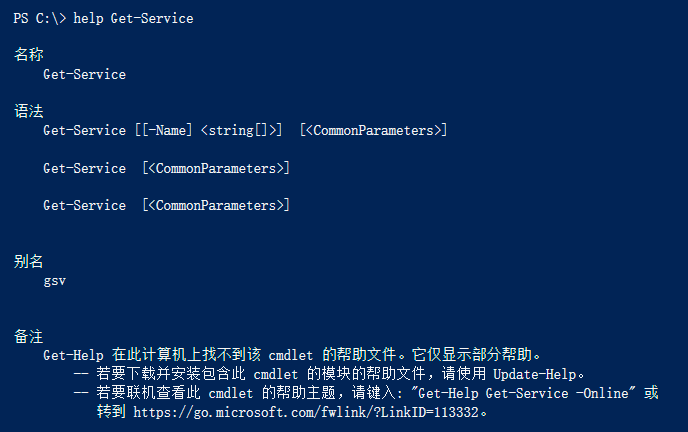 PS C:\> help Get-Service
名称
Get-Service
语法
Get-Service [[-Name] <string[]>]  [<CommonParameters>]
Get-Service  [<CommonParameters>]
Get-Service  [<CommonParameters>]
别名
gsv
备注
Get-Help 在此计算机上找不到该 cmdlet 的帮助文件。它仅显示部分帮助。
-- 若要下载并安装包含此 cmdlet 的模块的帮助文件，请使用 Update-Help。
-- 若要联机查看此 cmdlet 的帮助主题，请键入: "Get-Help Get-Service -Online" 或
转到 https://go.microsoft.com/fwlink/?LinkID=113332。